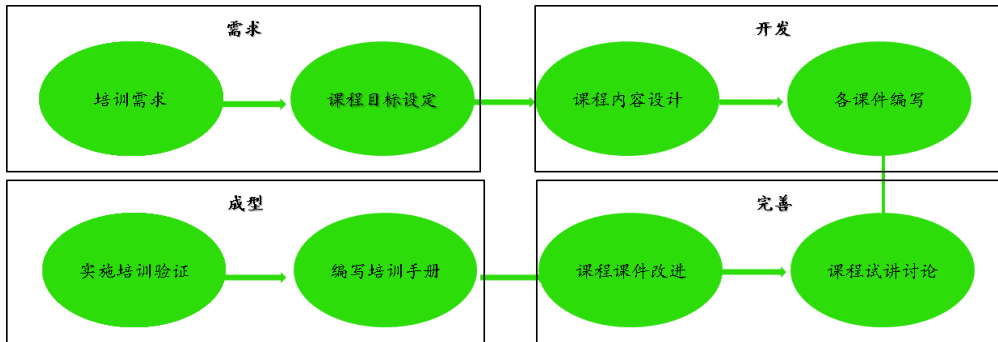 需求
培训需求
课程目标设定
开发
课程内容设计
各课件编写
成型
实施培训验证
编写培训手册
完善
课程课件改进
课程试讲讨论